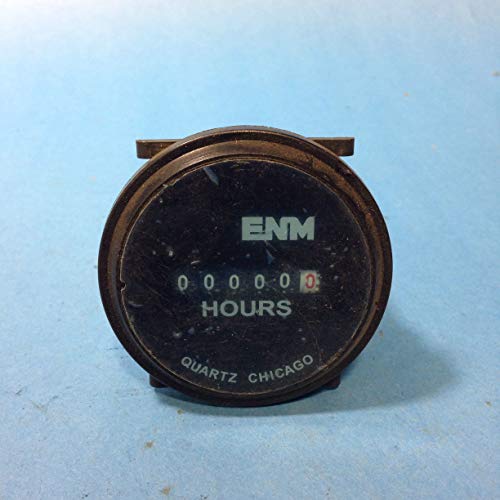 ENM
000000
HOURS
QUARTZ CHICAGO